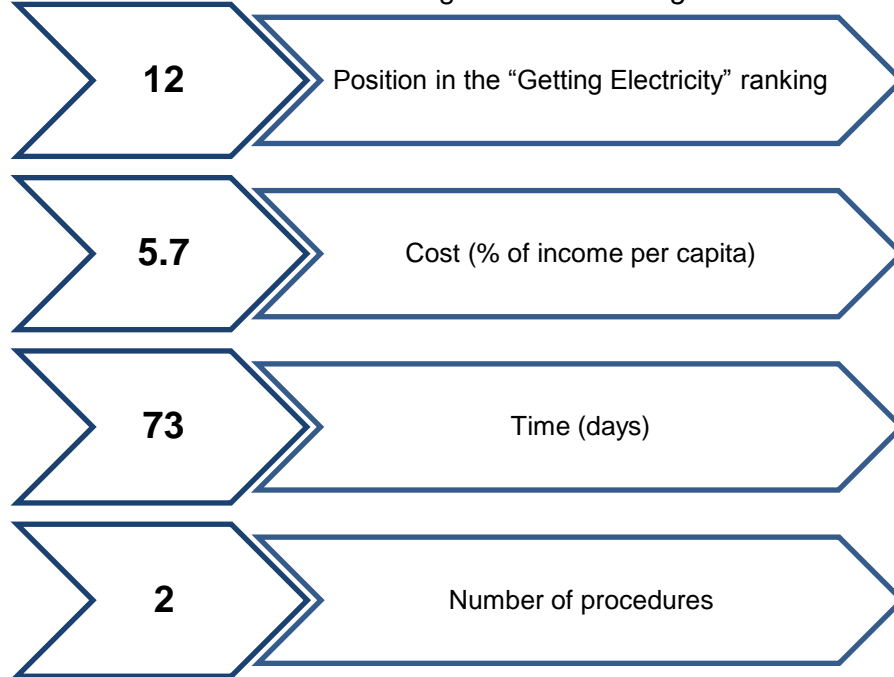 12
Position in the “Getting Electricity” ranking
5.7
Cost (% of income per capita)
73
Time (days)
2
Number of procedures